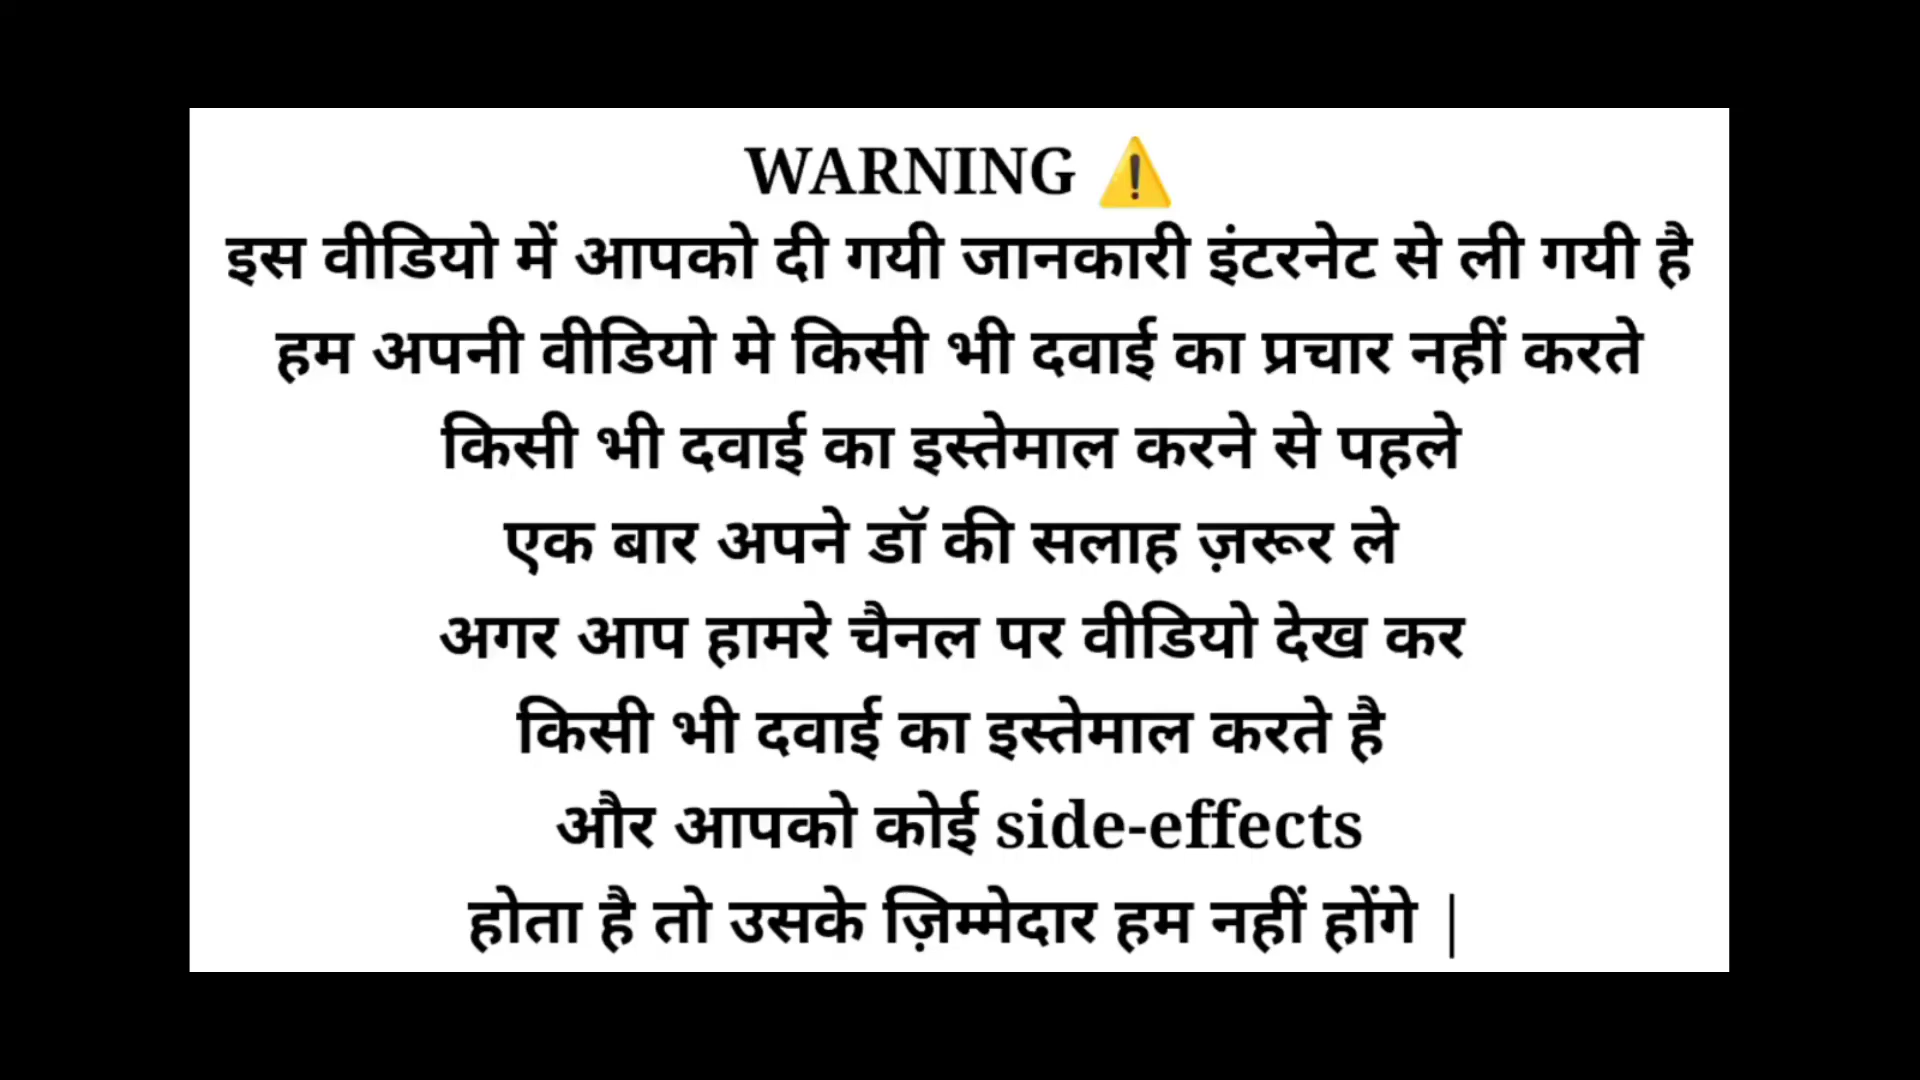 WARNING ⚠️
इस वीडियो में आपको दी गयी जानकारी इंटरनेट से ली गयी है
हम अपनी वीडियो मे किसी भी दवाई का प्रचार नहीं करते
किसी भी दवाई का इस्तेमाल करने से पहले
एक बार अपने डॉ की सलाह ज़रूर ले
अगर आप हामरे चैनल पर वीडियो देख कर
किसी भी दवाई का इस्तेमाल करते है
और आपको कोई side-effects
होता है तो उसके ज़िम्मेदार हम नहीं होंगे |